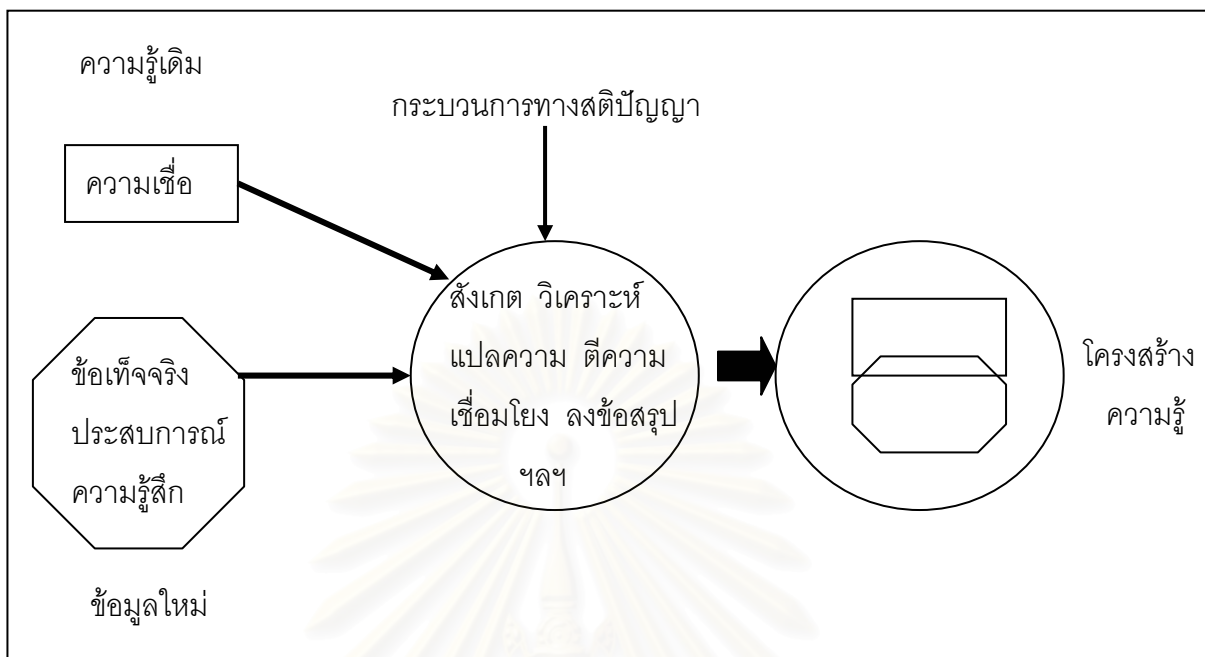 ความรู้เดิม
กระบวนการทางสติปัญญา
ความเชื่อ
สังเกต วิเคราะห์
แปลความ ตีความ
เชื่อมโยง ลงข้อสรุป
ฯลฯ
ข้อเท็จจริง
ประสบการณ์
ความรู้สึก
โครงสร้าง
ความรู้
ข้อมูลใหม่